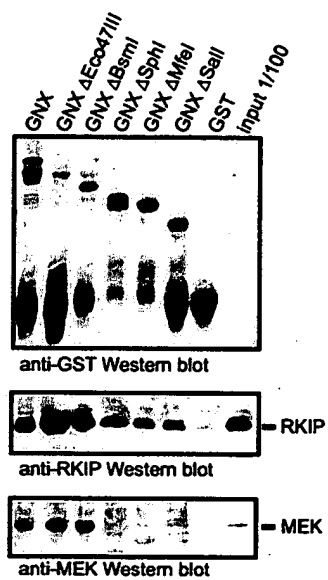 GNX
GNX ΔEco47III
GNX ΔBsmI
GNX ΔSphI
GNX ΔMfeI
GNX ΔSalI
GST
input 1/100
anti-GST Western blot
RKIP
anti-RKIP Western blot
MEK
anti-MEK Western blot